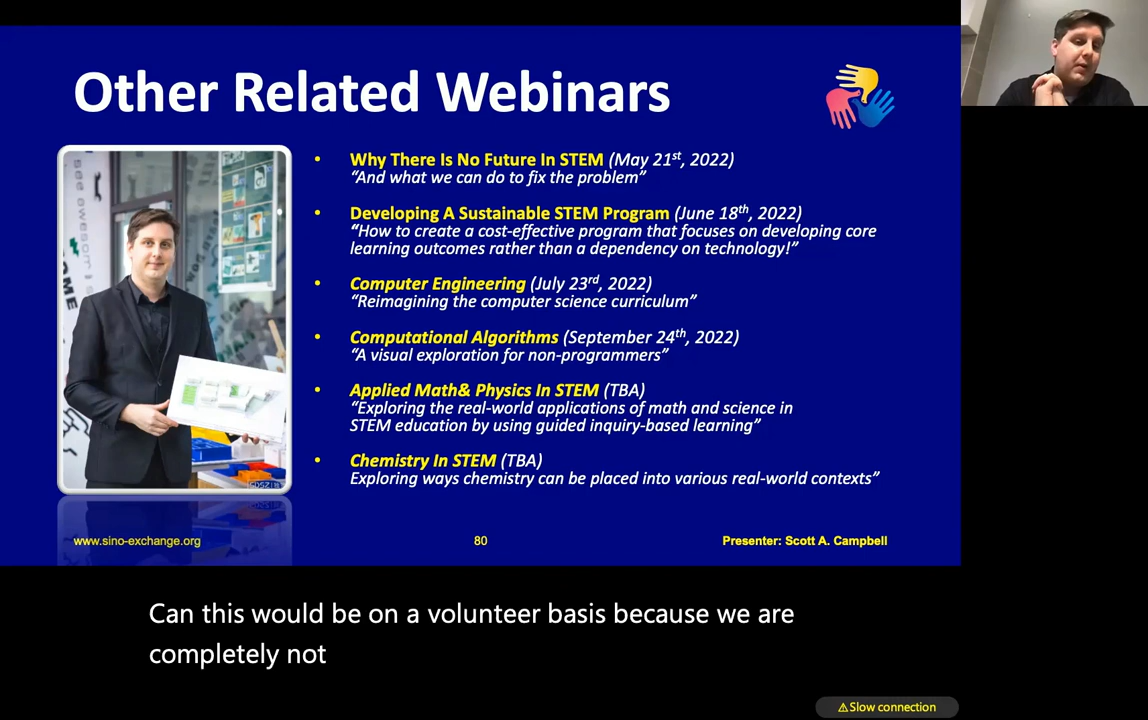 Other Related Webinars
• Why There Is No Future In STEM (May 21st, 2022)
“And what we can do to fix the problem”
• Developing A Sustainable STEM Program (June 18th, 2022)
“How to create a cost-effective program that focuses on developing core
learning outcomes rather than a dependency on technology!”
• Computer Engineering (July 23rd, 2022)
“Reimagining the computer science curriculum”
• Computational Algorithms (September 24th, 2022)
“A visual exploration for non-programmers”
• Applied Math& Physics In STEM (TBA)
“Exploring the real-world applications of math and science in
STEM education by using guided inquiry-based learning”
• Chemistry In STEM (TBA)
Exploring ways chemistry can be placed into various real-world contexts”
www.sino-exchange.org
80
Presenter: Scott A. Campbell
Can this would be on a volunteer basis because we are
completely not
⚠Slow connection